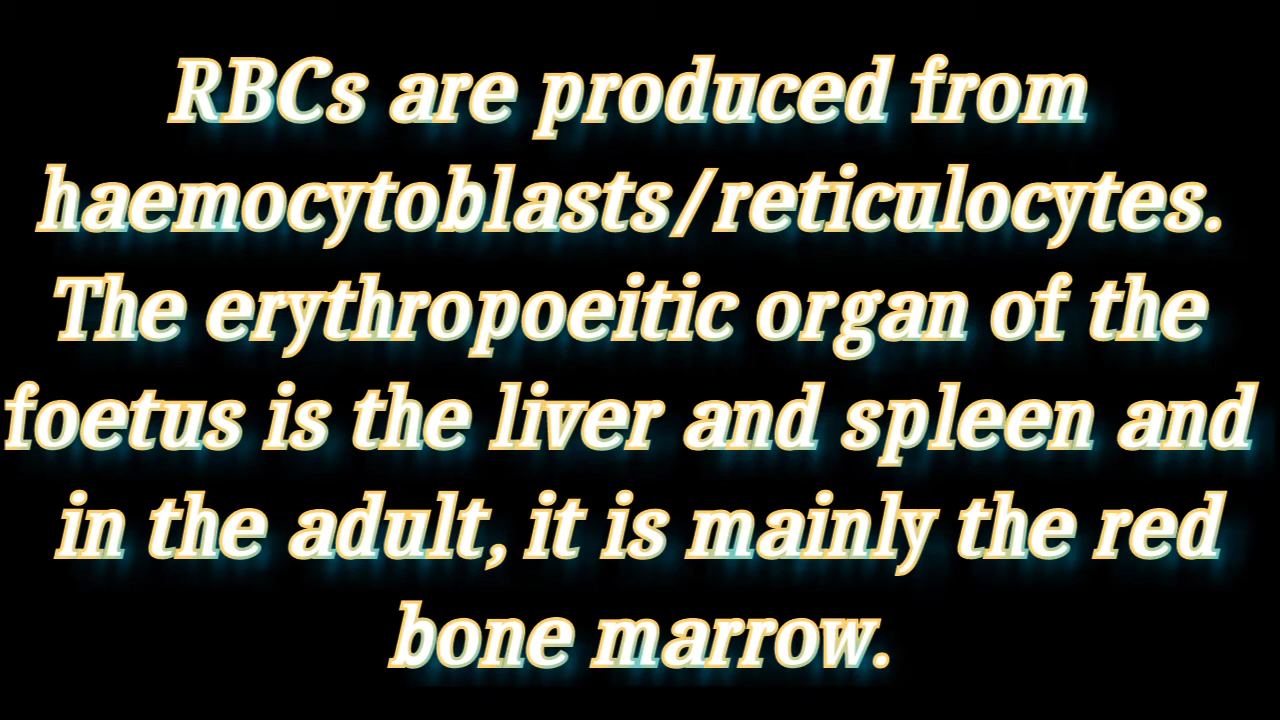 RBCs are produced from
haemocytoblasts/reticulocytes.
The erythropoeitic organ of the
foetus is the liver and spleen and
in the adult, it is mainly the red
bone marrow.